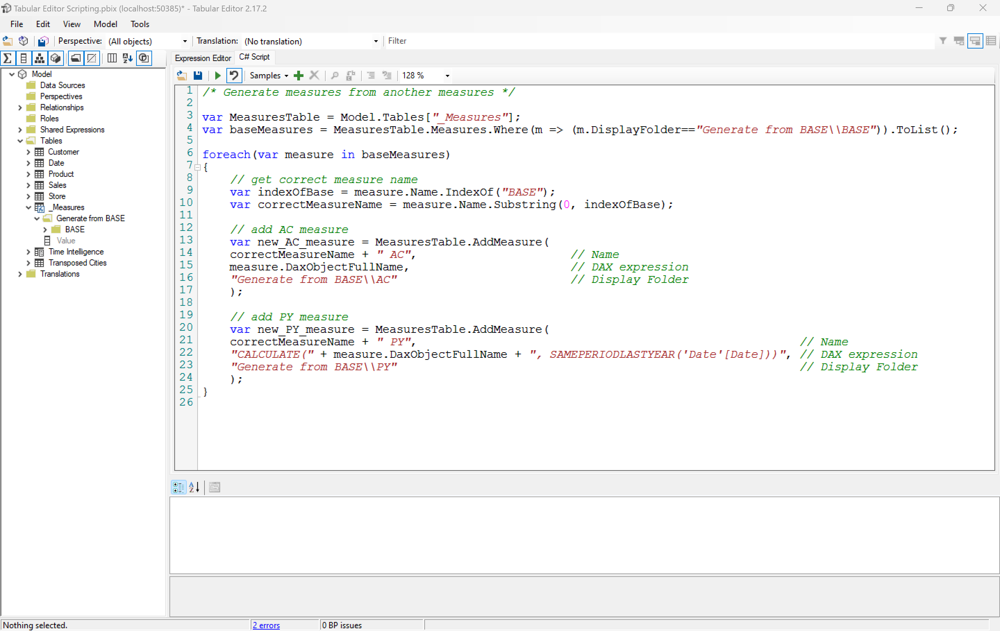 Tabular Editor Scripting.pbix (localhost:50385)* - Tabular Editor 2.17.2
File Edit View Model Tools
Perspective: (All objects) Translation: (No translation) Filter
Expression Editor C# Script
Samples 128 %
Model
Data Sources
Perspectives
Relationships
Roles
Shared Expressions
Tables
Customer
Date
Product
Sales
Store
_Measures
Generate from BASE
BASE
Value
Time Intelligence
Transposed Cities
Translations
1 /* Generate measures from another measures */
2
3 var MeasuresTable = Model.Tables["_Measures"];
4 var baseMeasures = MeasuresTable.Measures.Where(m => (m.DisplayFolder=="Generate from BASE\\BASE")).ToList();
5
6 foreach(var measure in baseMeasures)
7 {
8 // get correct measure name
9 var indexOfBase = measure.Name.IndexOf("BASE");
10 var correctMeasureName = measure.Name.Substring(0, indexOfBase);
11
12 // add AC measure
13 var new_AC_measure = MeasuresTable.AddMeasure(
14 correctMeasureName + " AC", // Name
15 measure.DaxObjectFullName, // DAX expression
16 "Generate from BASE\\AC" // Display Folder
17 );
18
19 // add PY measure
20 var new_PY_measure = MeasuresTable.AddMeasure(
21 correctMeasureName + " PY", // Name
22 "CALCULATE(" + measure.DaxObjectFullName + ", SAMEPERIODLASTYEAR('Date'[Date]))", // DAX expression
23 "Generate from BASE\\PY" // Display Folder
24 );
25 }
26
Nothing selected. 2 errors 0 BP issues